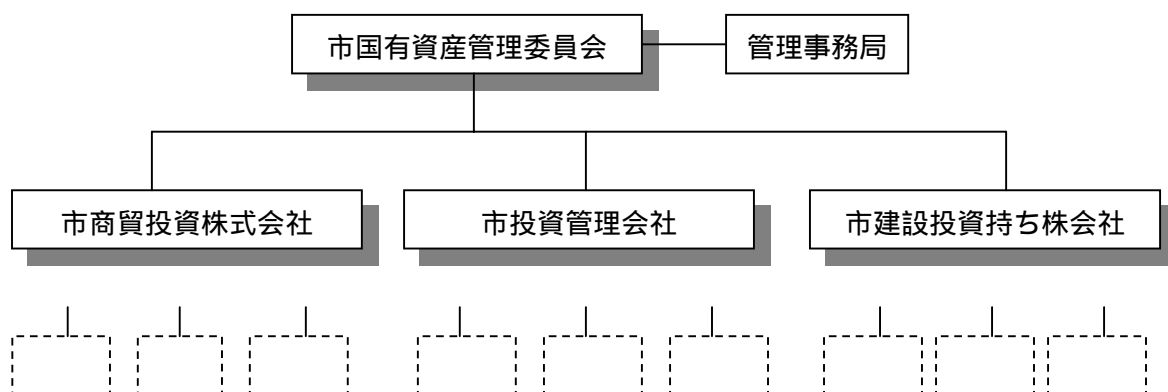 市国有資産管理委員会
管理事務局
市商貿投資株式会社
市投資管理会社
市建設投資持ち株会社